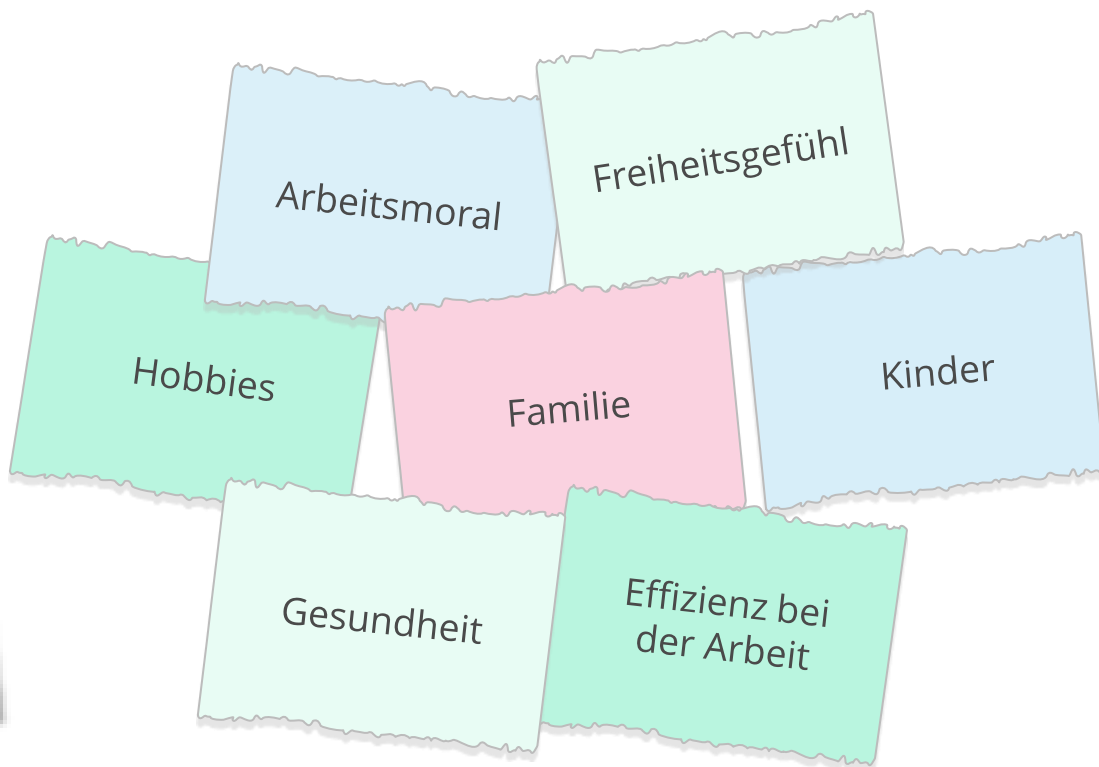 Freiheitsgefühl
Arbeitsmoral
Hobbies
Familie
Kinder
Gesundheit
Effizienz bei
der Arbeit